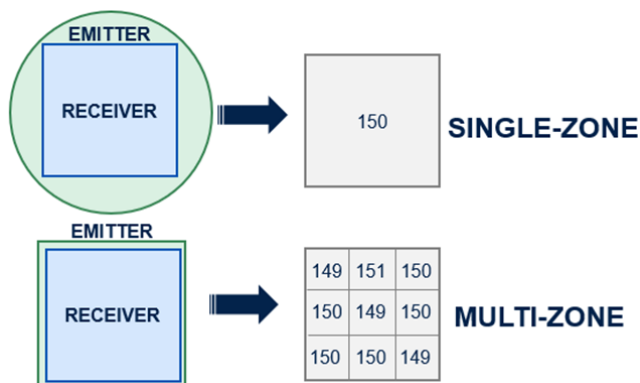 EMITTER
RECEIVER
150
SINGLE-ZONE
EMITTER
RECEIVER
149 151 150
150 149 150
150 150 149
MULTI-ZONE